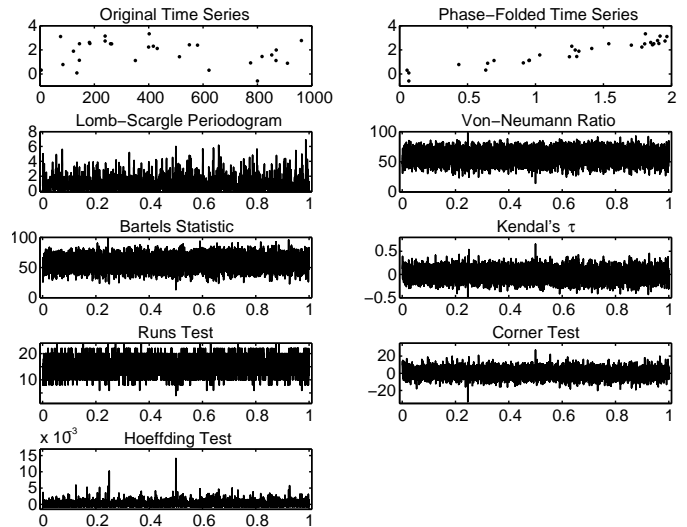 Original Time Series
4
2
0
0 200 400 600 800 1000
Phase−Folded Time Series
4
2
0
0 0.5 1 1.5 2
Lomb−Scargle Periodogram
8
6
4
2
0
0 0.2 0.4 0.6 0.8 1
Von−Neumann Ratio
100
50
0
0 0.2 0.4 0.6 0.8 1
Bartels Statistic
100
50
0
0 0.2 0.4 0.6 0.8 1
Kendal's τ
0.5
0
−0.5
0 0.2 0.4 0.6 0.8 1
Runs Test
20
10
0 0.2 0.4 0.6 0.8 1
Corner Test
20
0
−20
0 0.2 0.4 0.6 0.8 1
x 10-3
Hoeffding Test
15
10
5
0
0 0.2 0.4 0.6 0.8 1